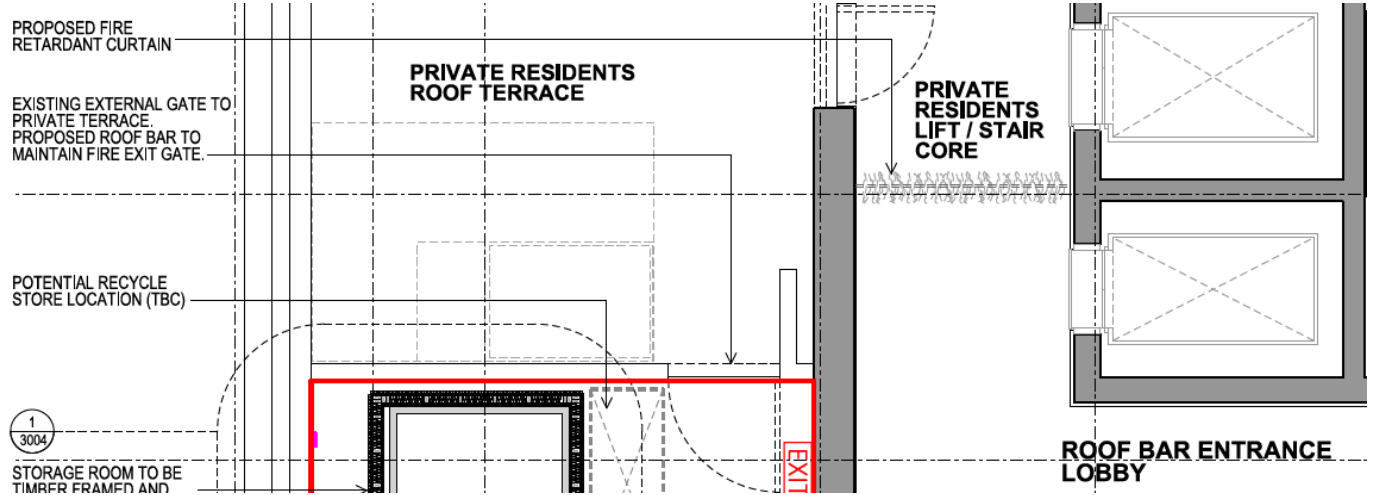 PROPOSED FIRE
RETARDANT CURTAIN
EXISTING EXTERNAL GATE TO
PRIVATE TERRACE.
PROPOSED ROOF BAR TO
MAINTAIN FIRE EXIT GATE.
POTENTIAL RECYCLE
STORE LOCATION (TBC)
1
3004
STORAGE ROOM TO BE
TIMBER FRAMED AND
PRIVATE RESIDENTS
ROOF TERRACE
PRIVATE
RESIDENTS
LIFT / STAIR
CORE
EXIT
ROOF BAR ENTRANCE
LOBBY